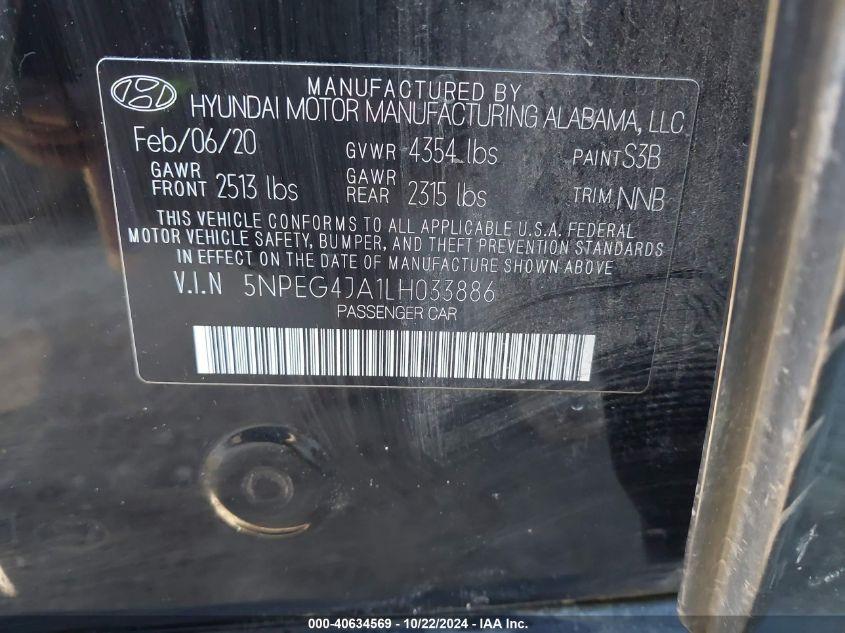 MANUFACTURED BY
HYUNDAI MOTOR MANUFACTURING ALABAMA, LLC
Feb/06/20 GVWR 4354 lbs PAINT S3B
GAWR FRONT 2513 lbs GAWR REAR 2315 lbs TRIM NNB
THIS VEHICLE CONFORMS TO ALL APPLICABLE U.S.A. FEDERAL
MOTOR VEHICLE SAFETY, BUMPER, AND THEFT PREVENTION STANDARDS
IN EFFECT ON THE DATE OF MANUFACTURE SHOWN ABOVE
V.I.N 5NPEG4JA1LH033886
PASSENGER CAR
000-40634569 - 10/22/2024 - IAA Inc.